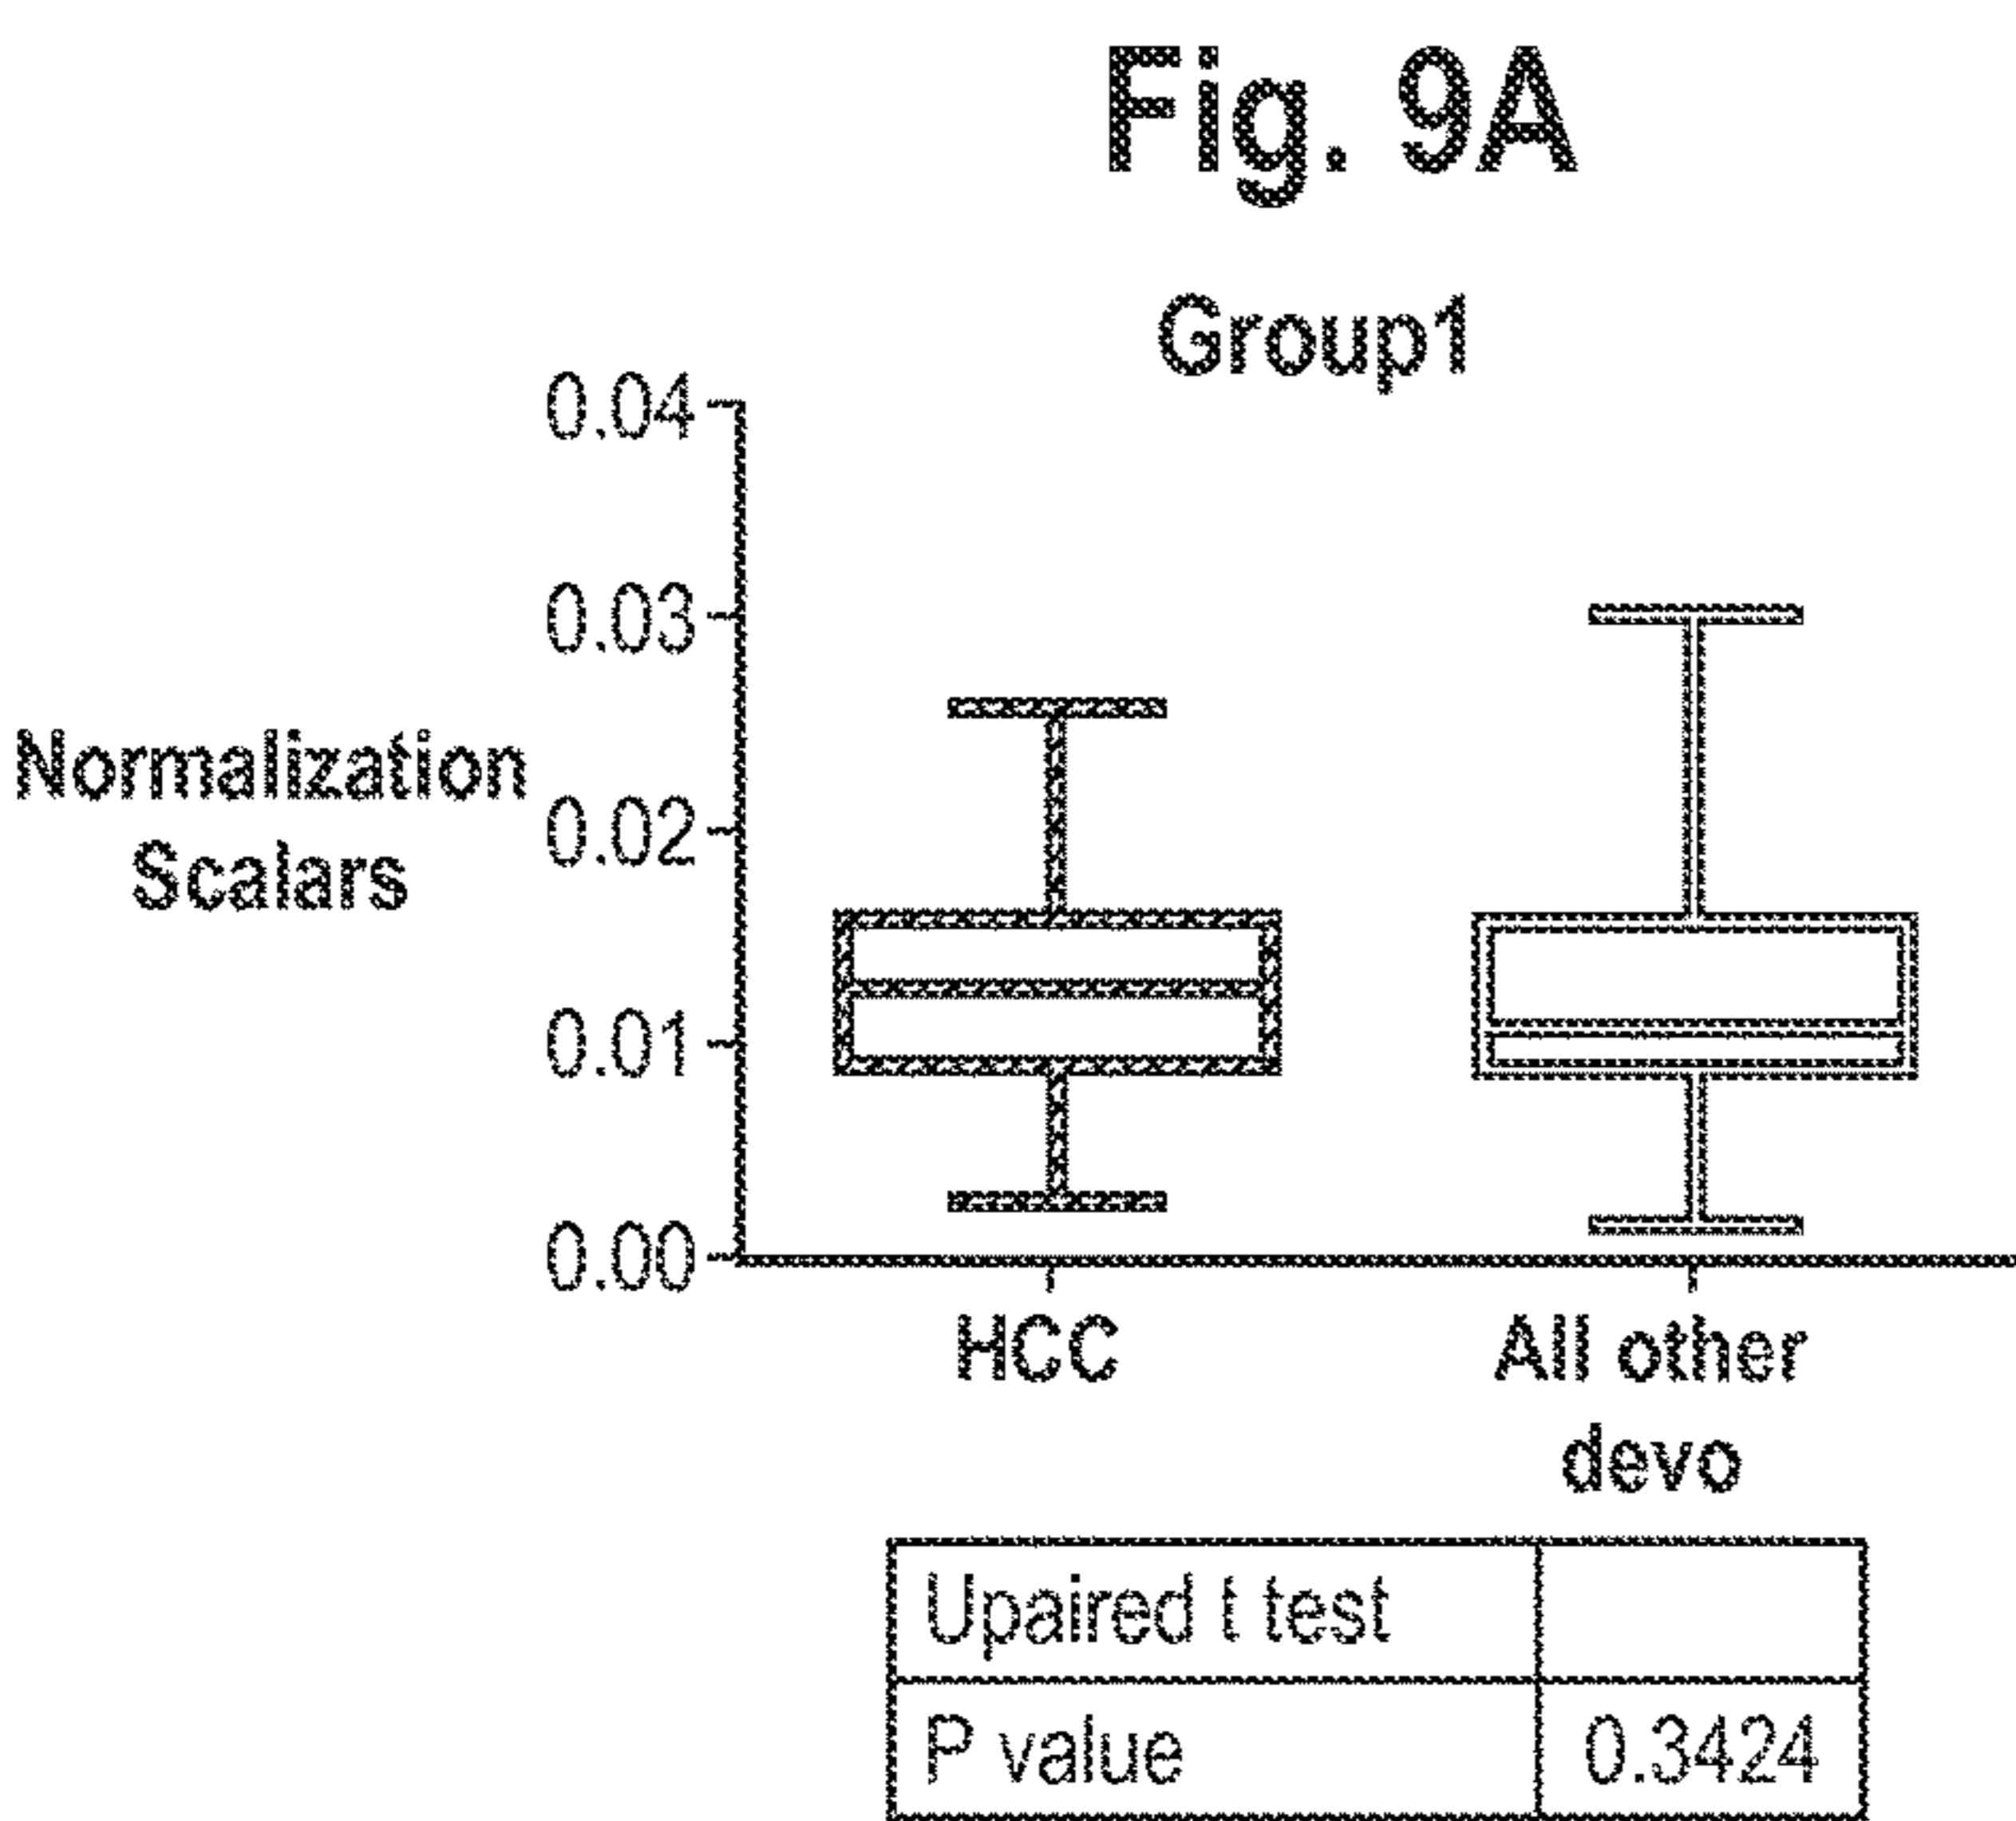 Fig. 9A
Group1
0.04
0.03
Normalization
Scalars
0.02
0.01
0.00
HCC
All other
devo
Upaired t test
P value 0.3424